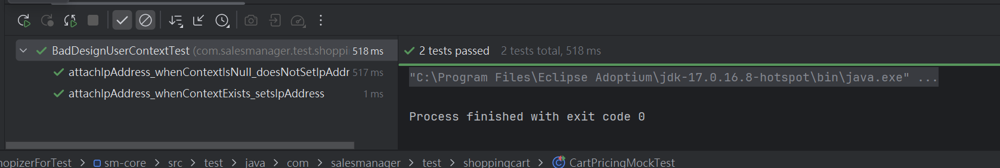 BadDesignUserContextTest (com.salesmanager.test.shoppi 518 ms
attachIpAddress_whenContextIsNull_doesNotSetIpAddr 517 ms
attachIpAddress_whenContextExists_setsIpAddress 1 ms
2 tests passed 2 tests total, 518 ms
"C:\Program Files\Eclipse Adoptium\jdk-17.0.16.8-hotspot\bin\java.exe" ...
Process finished with exit code 0
hopizerForTest > sm-core > src > test > java > com > salesmanager > test > shoppingcart > CartPricingMockTest